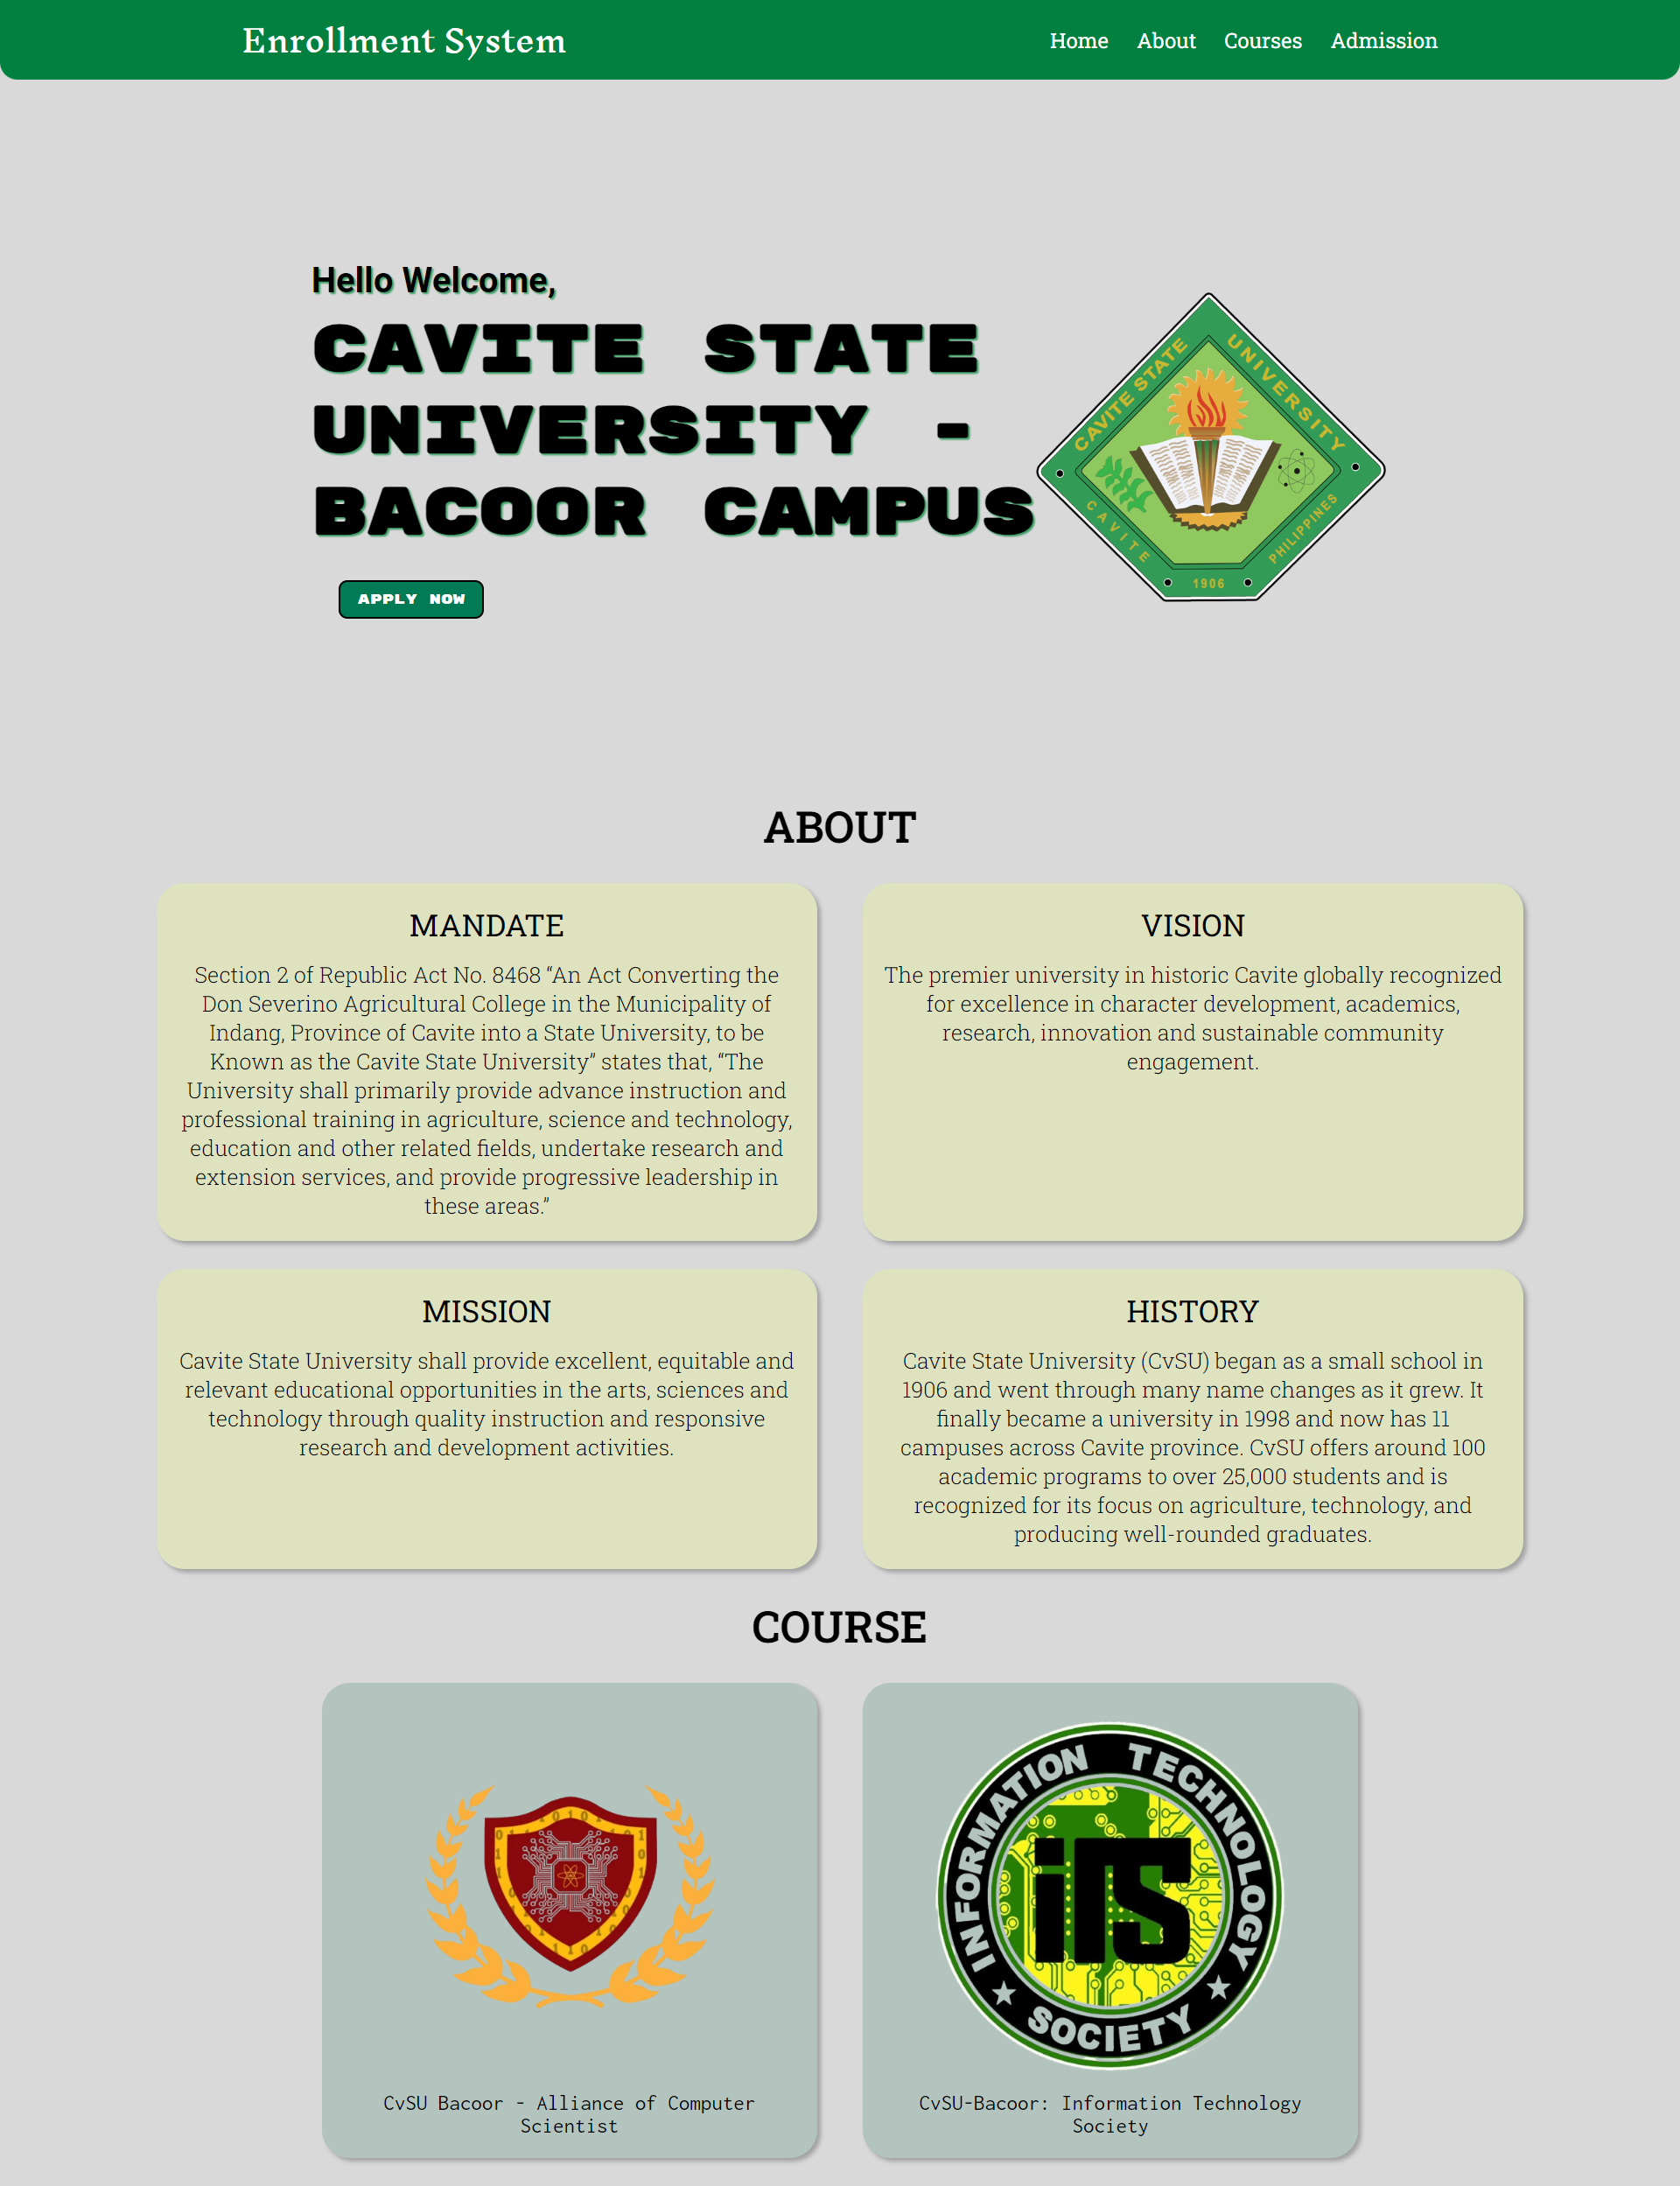 Enrollment System
Home About Courses Admission
Hello Welcome,
CAVITE STATE
UNIVERSITY -
BACOOR CAMPUS
APPLY NOW
CAVITE STATE
UNIVERSITY
CAVITE
1906
PHILIPPINES
ABOUT
MANDATE
Section 2 of Republic Act No. 8468 “An Act Converting the
Don Severino Agricultural College in the Municipality of
Indang, Province of Cavite into a State University, to be
Known as the Cavite State University” states that, “The
University shall primarily provide advance instruction and
professional training in agriculture, science and technology,
education and other related fields, undertake research and
extension services, and provide progressive leadership in
these areas.”
VISION
The premier university in historic Cavite globally recognized
for excellence in character development, academics,
research, innovation and sustainable community
engagement.
MISSION
Cavite State University shall provide excellent, equitable and
relevant educational opportunities in the arts, sciences and
technology through quality instruction and responsive
research and development activities.
HISTORY
Cavite State University (CvSU) began as a small school in
1906 and went through many name changes as it grew. It
finally became a university in 1998 and now has 11
campuses across Cavite province. CvSU offers around 100
academic programs to over 25,000 students and is
recognized for its focus on agriculture, technology, and
producing well-rounded graduates.
COURSE
CvSU Bacoor - Alliance of Computer
Scientist
INFORMATION TECHNOLOGY
iTS
SOCIETY
CvSU-Bacoor: Information Technology
Society